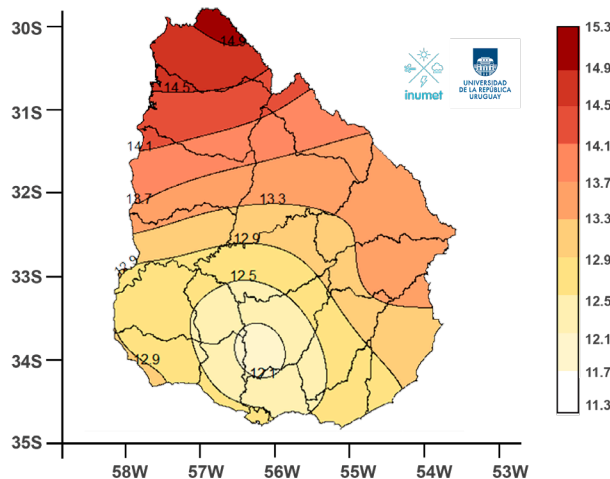 30S
31S
32S
33S
34S
35S
58W
57W
56W
55W
54W
53W
14.9
14.5
14.1
13.7
13.3
12.9
12.9
12.5
12.9
12.1
inumet
UNIVERSIDAD
DE LA REPÚBLICA
URUGUAY
15.3
14.9
14.5
14.1
13.7
13.3
12.9
12.5
12.1
11.7
11.3